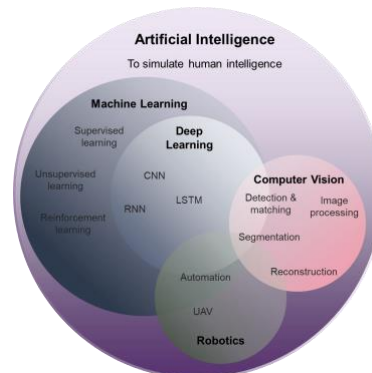 Artificial Intelligence
To simulate human intelligence
Machine Learning
Supervised
learning
Deep
Learning
Unsupervised
learning
CNN
Computer Vision
RNN
LSTM
Detection &
matching
Image
processing
Reinforcement
learning
Segmentation
Automation
Reconstruction
UAV
Robotics